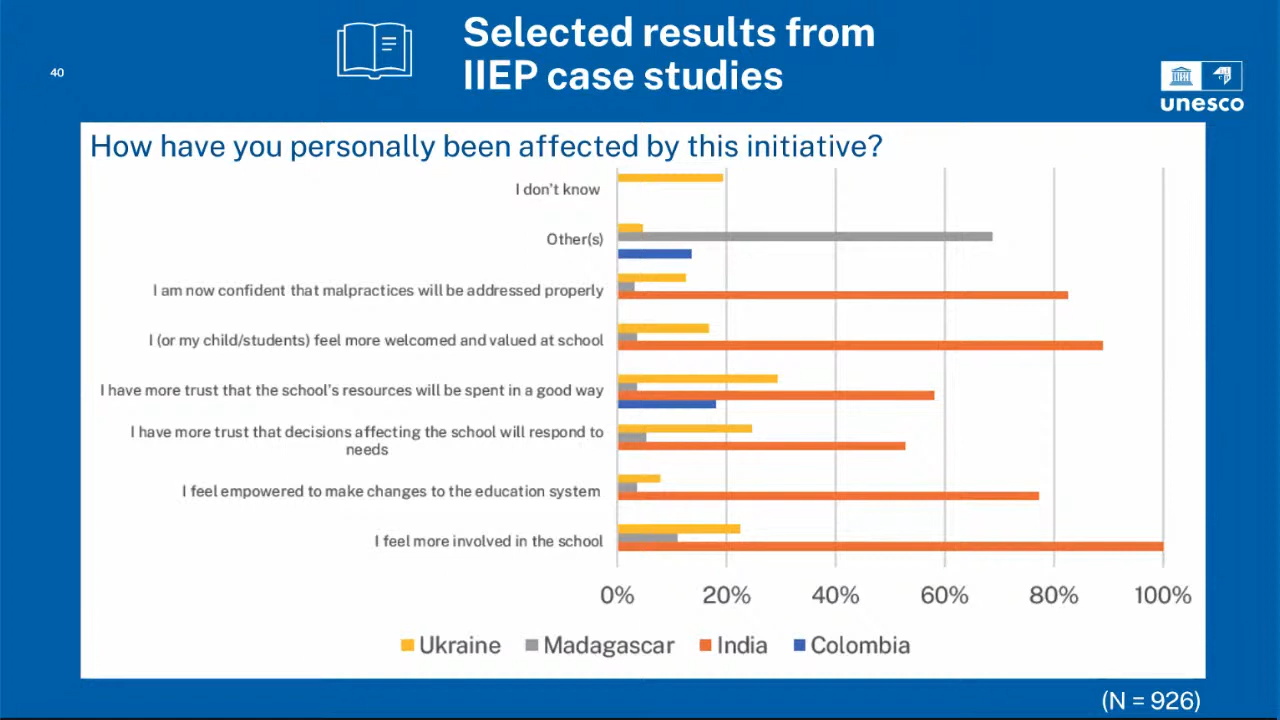 Selected results from
IIEP case studies
40
unesco
How have you personally been affected by this initiative?
I don't know
Other(s)
I am now confident that malpractices will be addressed properly
I (or my child/students) feel more welcomed and valued at school
I have more trust that the school's resources will be spent in a good way
I have more trust that decisions affecting the school will respond to
needs
I feel empowered to make changes to the education system
I feel more involved in the school
0% 20% 40% 60% 80% 100%
Ukraine Madagascar India Colombia
(N = 926)